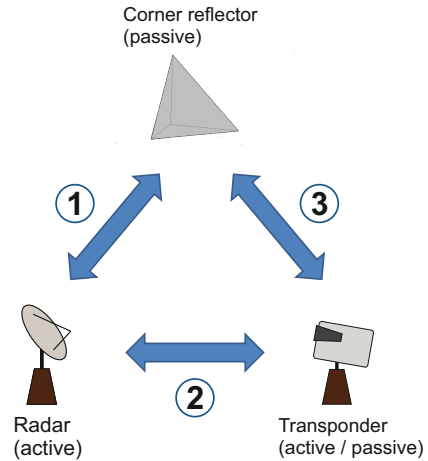 Corner reflector
(passive)
1
3
2
Radar
(active)
Transponder
(active / passive)